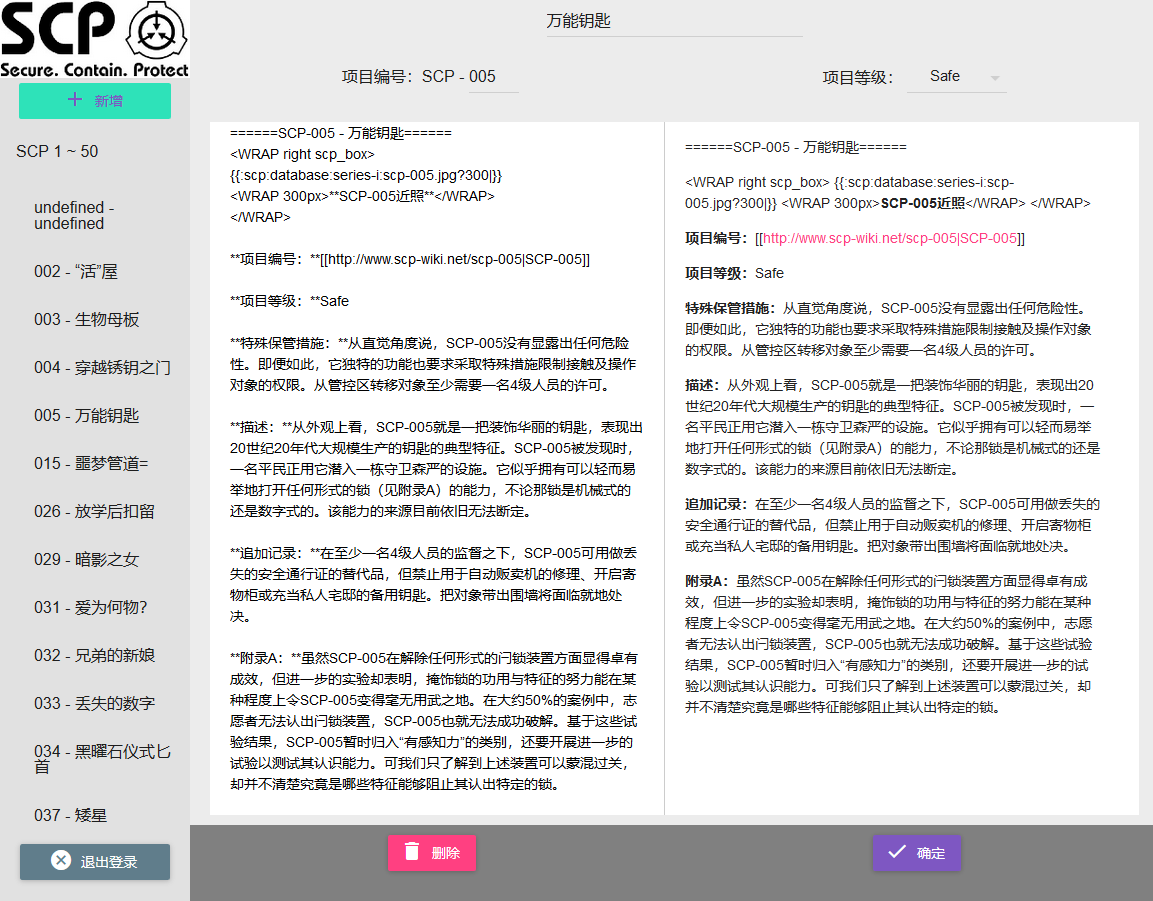 SCP
Secure. Contain. Protect
新增
SCP 1 ~ 50
undefined -
undefined
002 - “活”屋
003 - 生物母板
004 - 穿越锈钥之门
005 - 万能钥匙
015 - 噩梦管道=
026 - 放学后扣留
029 - 暗影之女
031 - 爱为何物?
032 - 兄弟的新娘
033 - 丢失的数字
034 - 黑曜石仪式匕
首
037 - 矮星
退出登录
万能钥匙
项目编号：SCP - 005
项目等级： Safe
======SCP-005 - 万能钥匙======
<WRAP right scp_box>
{{:scp:database:series-i:scp-005.jpg?300|}}
<WRAP 300px>**SCP-005近照**</WRAP>
</WRAP>
**项目编号：**[[http://www.scp-wiki.net/scp-005|SCP-005]]
**项目等级：**Safe
**特殊保管措施：**从直觉角度说，SCP-005没有显露出任何危险
性。即便如此，它独特的功能也要求采取特殊措施限制接触及操作
对象的权限。从管控区转移对象至少需要一名4级人员的许可。
**描述：**从外观上看，SCP-005就是一把装饰华丽的钥匙，表现出
20世纪20年代大规模生产的钥匙的典型特征。SCP-005被发现时，
一名平民正用它潜入一栋守卫森严的设施。它似乎拥有可以轻而易
举地打开任何形式的锁（见附录A）的能力，不论那锁是机械式的
还是数字式的。该能力的来源目前依旧无法断定。
**追加记录：**在至少一名4级人员的监督之下，SCP-005可用做丢
失的安全通行证的替代品，但禁止用于自动贩卖机的修理、开启寄
物柜或充当私人宅邸的备用钥匙。把对象带出围墙将面临就地处
决。
**附录A：**虽然SCP-005在解除任何形式的闩锁装置方面显得卓有
成效，但进一步的实验却表明，掩饰锁的功用与特征的努力能在某
种程度上令SCP-005变得毫无用武之地。在大约50%的案例中，志
愿者无法认出闩锁装置，SCP-005也就无法成功破解。基于这些试
验结果，SCP-005暂时归入“有感知力”的类别，还要开展进一步的
试验以测试其认识能力。可我们只了解到上述装置可以蒙混过关，
却并不清楚究竟是哪些特征能够阻止其认出特定的锁。
======SCP-005 - 万能钥匙======
<WRAP right scp_box> {{:scp:database:series-i:scp-
005.jpg?300|}} <WRAP 300px>SCP-005近照</WRAP> </WRAP>
项目编号：[[http://www.scp-wiki.net/scp-005|SCP-005]]
项目等级：Safe
特殊保管措施：从直觉角度说，SCP-005没有显露出任何危险性。
即便如此，它独特的功能也要求采取特殊措施限制接触及操作对象
的权限。从管控区转移对象至少需要一名4级人员的许可。
描述：从外观上看，SCP-005就是一把装饰华丽的钥匙，表现出20
世纪20年代大规模生产的钥匙的典型特征。SCP-005被发现时，一
名平民正用它潜入一栋守卫森严的设施。它似乎拥有可以轻而易举
地打开任何形式的锁（见附录A）的能力，不论那锁是机械式的还是
数字式的。该能力的来源目前依旧无法断定。
追加记录：在至少一名4级人员的监督之下，SCP-005可用做丢失的
安全通行证的替代品，但禁止用于自动贩卖机的修理、开启寄物柜
或充当私人宅邸的备用钥匙。把对象带出围墙将面临就地处决。
附录A：虽然SCP-005在解除任何形式的闩锁装置方面显得卓有成
效，但进一步的实验却表明，掩饰锁的功用与特征的努力能在某种
程度上令SCP-005变得毫无用武之地。在大约50%的案例中，志愿
者无法认出闩锁装置，SCP-005也就无法成功破解。基于这些试验
结果，SCP-005暂时归入“有感知力”的类别，还要开展进一步的试
验以测试其认识能力。可我们只了解到上述装置可以蒙混过关，却
并不清楚究竟是哪些特征能够阻止其认出特定的锁。
删除
确定